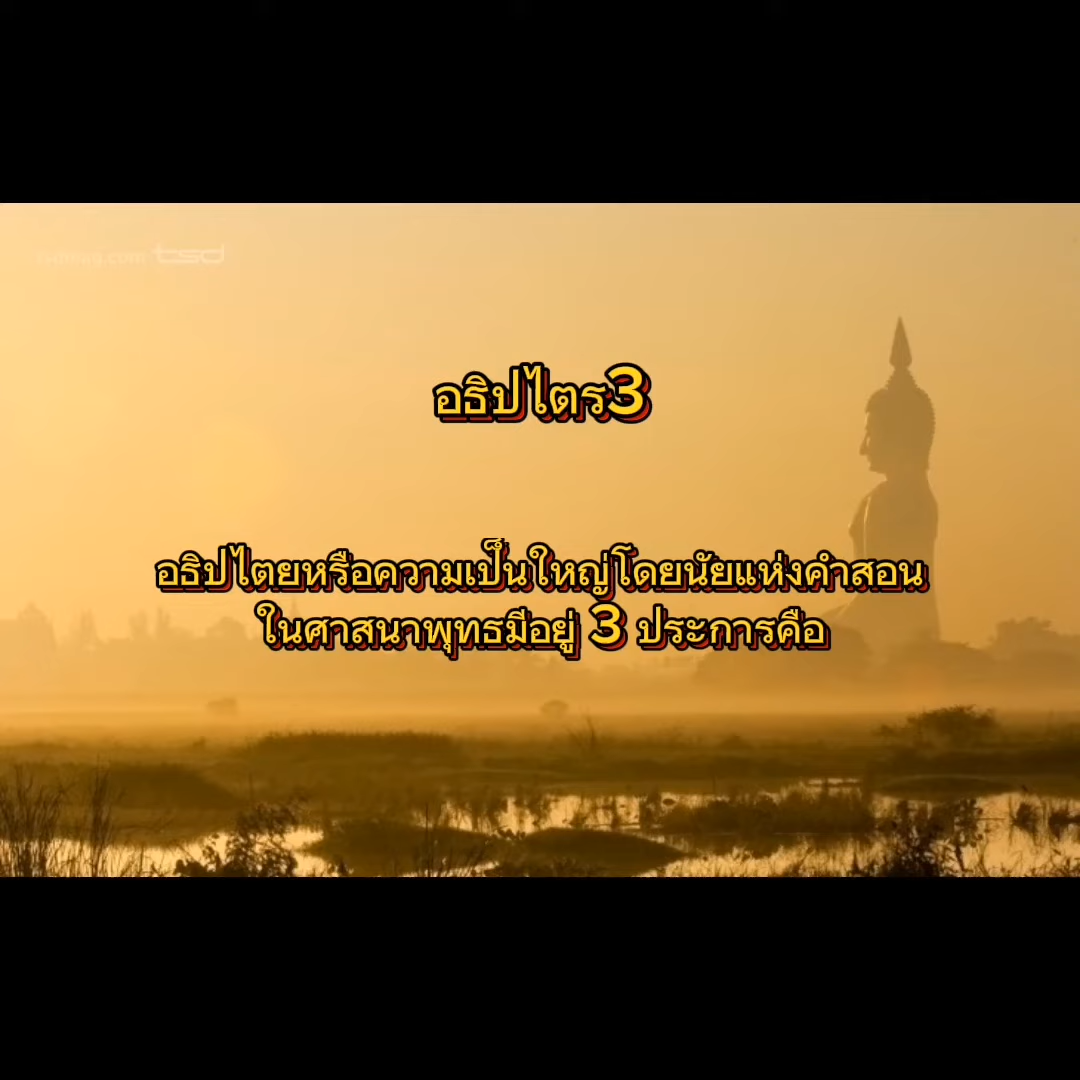 tsd
อธิปไตร3
อธิปไตยหรือความเป็นใหญ่โดยนัยแห่งคำสอน
ในศาสนาพุทธมีอยู่ 3 ประการคือ